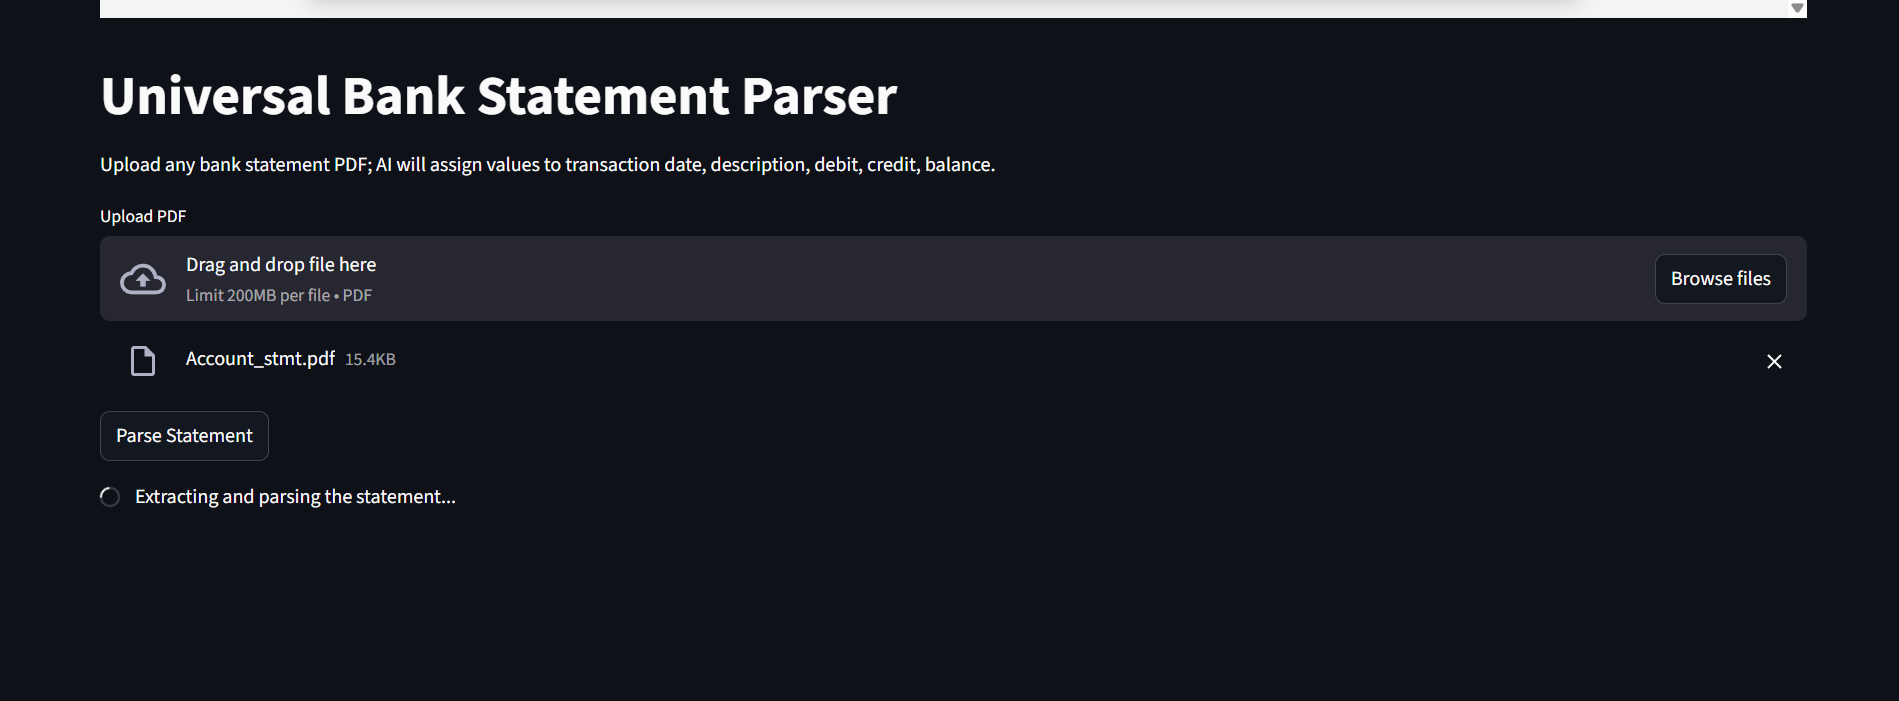 Universal Bank Statement Parser
Upload any bank statement PDF; AI will assign values to transaction date, description, debit, credit, balance.
Upload PDF
Drag and drop file here
Limit 200MB per file • PDF
Browse files
Account_stmt.pdf 15.4KB
Parse Statement
Extracting and parsing the statement...